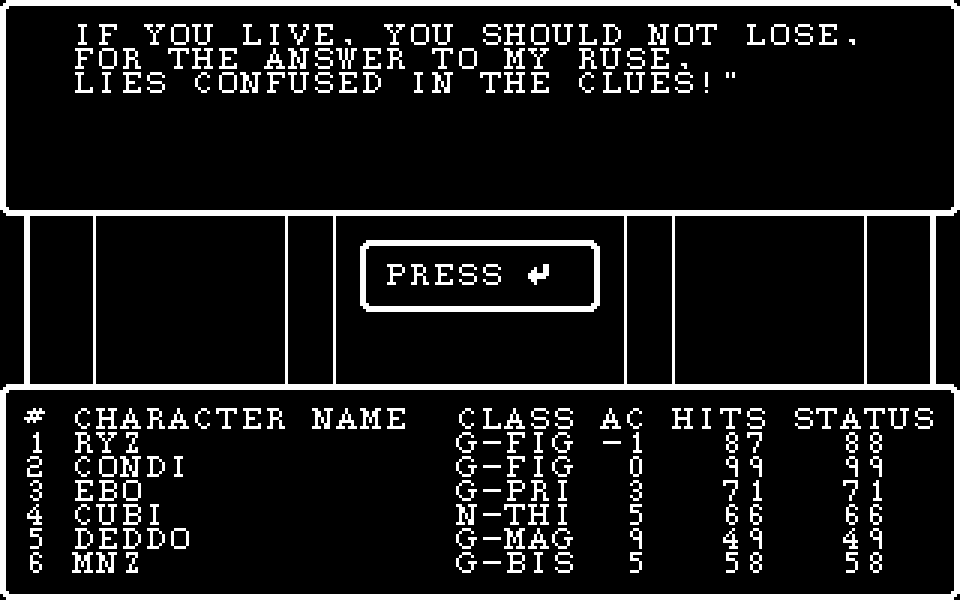 IF YOU LIVE, YOU SHOULD NOT LOSE,
FOR THE ANSWER TO MY RUSE,
LIES CONFUSED IN THE CLUES!"
PRESS ↵
# CHARACTER NAME CLASS AC HITS STATUS
1 RYZ G-FIG -1 87 88
2 CONDI G-FIG 0 99 99
3 EBO G-PRI 3 71 71
4 CUBI N-THI 5 66 66
5 DEDDO G-MAG 9 49 49
6 MNZ G-BIS 5 58 58